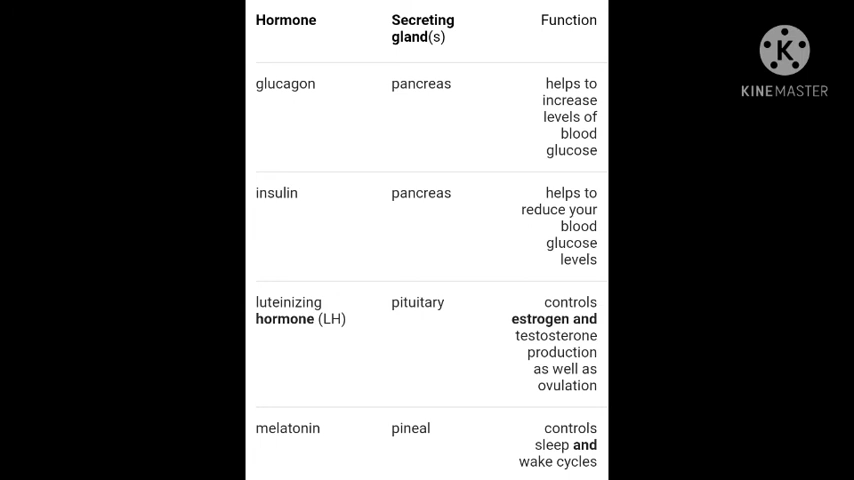 Hormone Secreting gland(s) Function
glucagon pancreas helps to
increase
levels of
blood
glucose
insulin pancreas helps to
reduce your
blood
glucose
levels
luteinizing pituitary controls
hormone (LH) estrogen and
testosterone
production
as well as
ovulation
melatonin pineal controls
sleep and
wake cycles
K
KINEMASTER